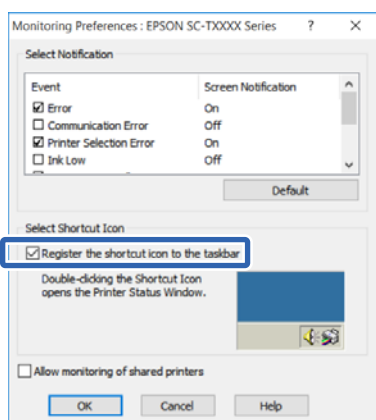 Monitoring Preferences : EPSON SC-TXXXX Series ? ×
Select Notification
Event Screen Notification
Error On
Communication Error Off
Printer Selection Error On
Ink Low Off
Default
Select Shortcut Icon
Register the shortcut icon to the taskbar
Double-clicking the Shortcut Icon
opens the Printer Status Window.
Allow monitoring of shared printers
OK Cancel Help